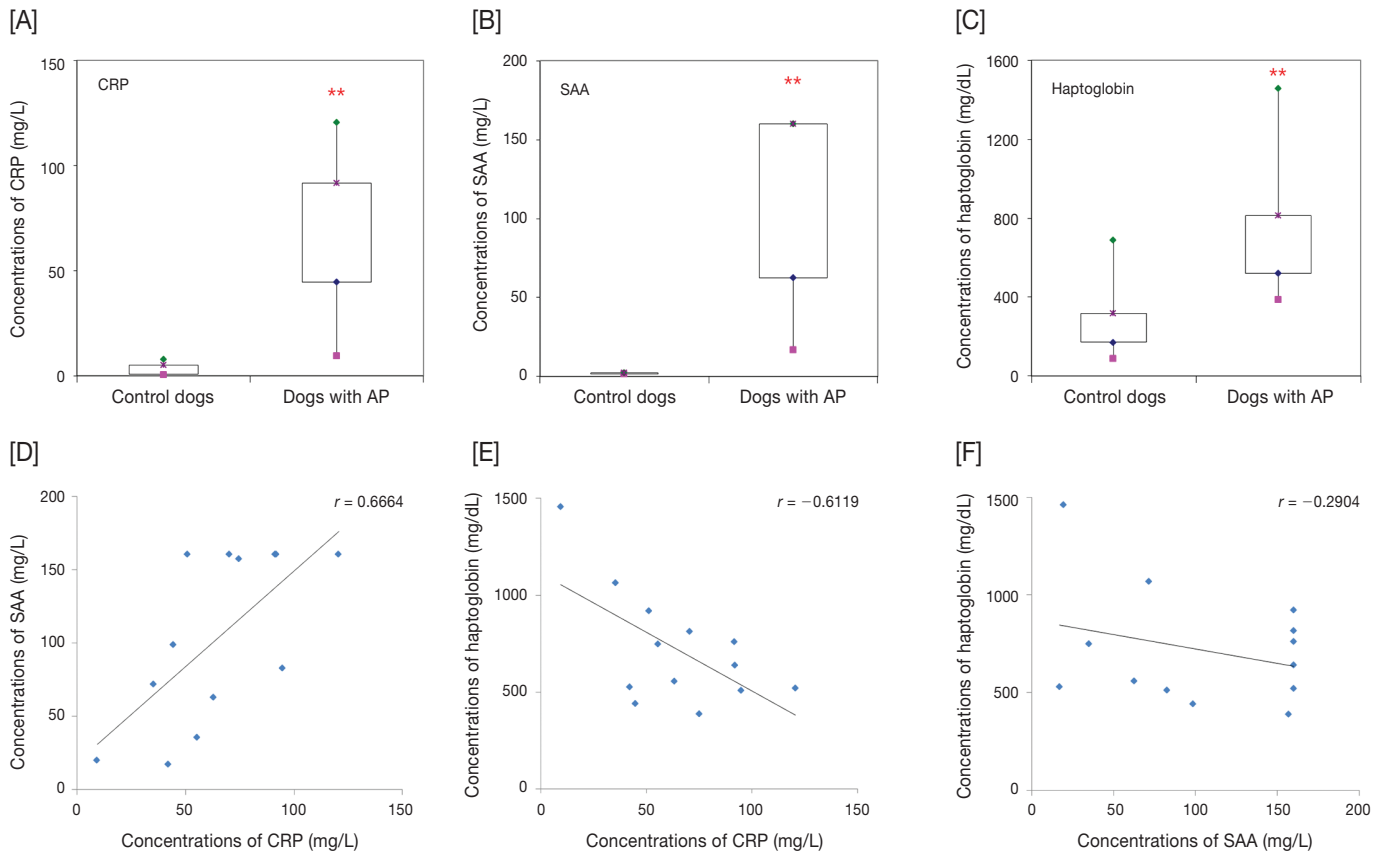 [A]
Concentrations of CRP (mg/L)
150
100
50
0
CRP
**
Control dogs
Dogs with AP
[B]
Concentrations of SAA (mg/L)
200
150
100
50
0
SAA
**
Control dogs
Dogs with AP
[C]
Concentrations of haptoglobin (mg/dL)
1600
1200
800
400
0
Haptoglobin
**
Control dogs
Dogs with AP
[D]
Concentrations of SAA (mg/L)
200
150
100
50
0
r = 0.6664
0 50 100 150
Concentrations of CRP (mg/L)
[E]
Concentrations of haptoglobin (mg/dL)
1500
1000
500
0
r = −0.6119
0 50 100 150
Concentrations of CRP (mg/L)
[F]
Concentrations of haptoglobin (mg/dL)
1500
1000
500
0
r = −0.2904
0 50 100 150 200
Concentrations of SAA (mg/L)